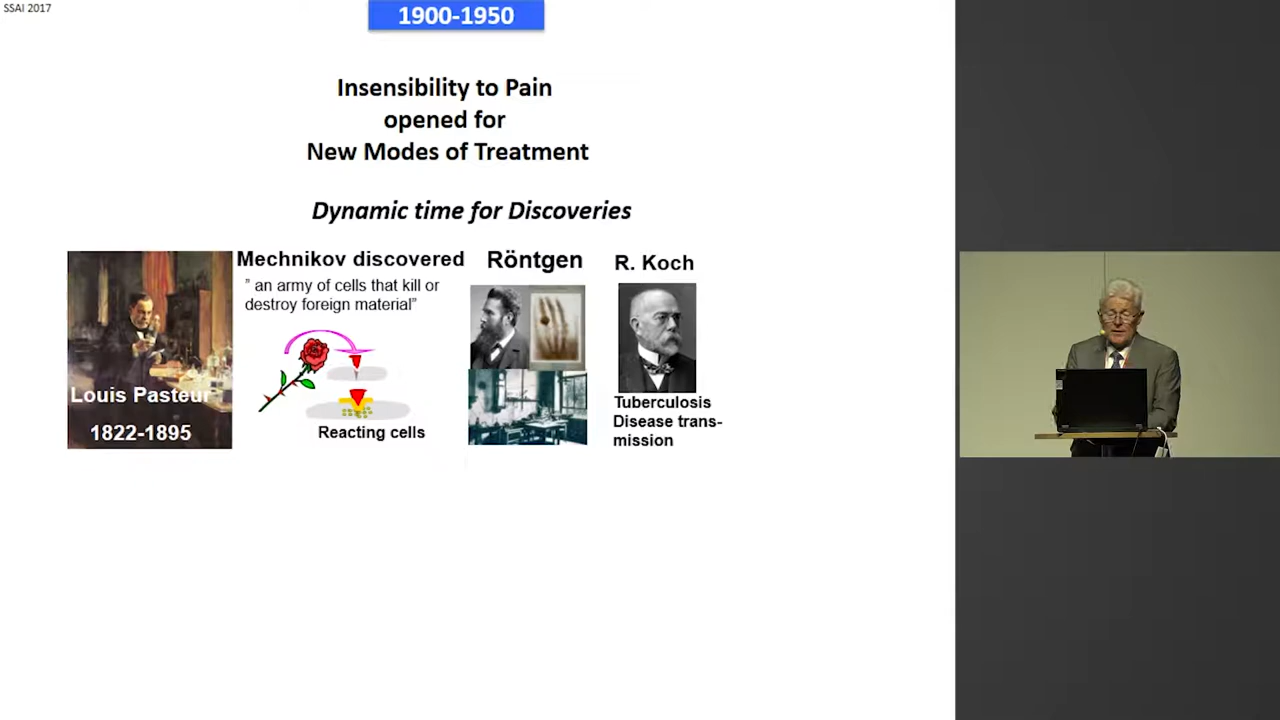 SSAI 2017
1900-1950
Insensibility to Pain
opened for
New Modes of Treatment
Dynamic time for Discoveries
Louis Pasteur
1822-1895
Mechnikov discovered
” an army of cells that kill or
destroy foreign material”
Reacting cells
Röntgen
R. Koch
Tuberculosis
Disease trans-
mission